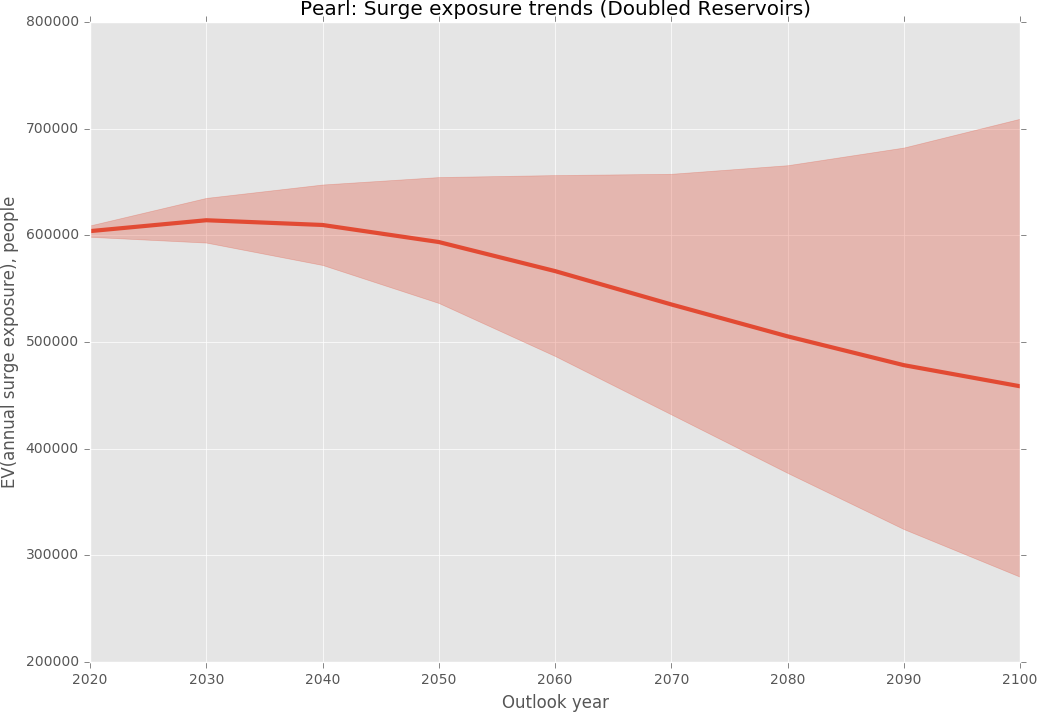 Pearl: Surge exposure trends (Doubled Reservoirs)
EV(annual surge exposure), people
800000
700000
600000
500000
400000
300000
200000
2020 2030 2040 2050 2060 2070 2080 2090 2100
Outlook year